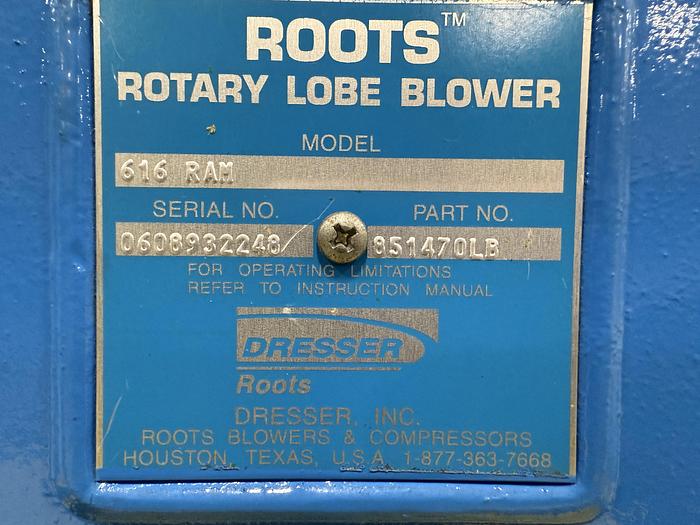 ROOTS™
ROTARY LOBE BLOWER
MODEL
616 RAM
SERIAL NO. PART NO.
0608932248 851470LB
FOR OPERATING LIMITATIONS
REFER TO INSTRUCTION MANUAL
DRESSER
Roots
DRESSER, INC.
ROOTS BLOWERS & COMPRESSORS
HOUSTON, TEXAS, U.S.A. 1-877-363-7668